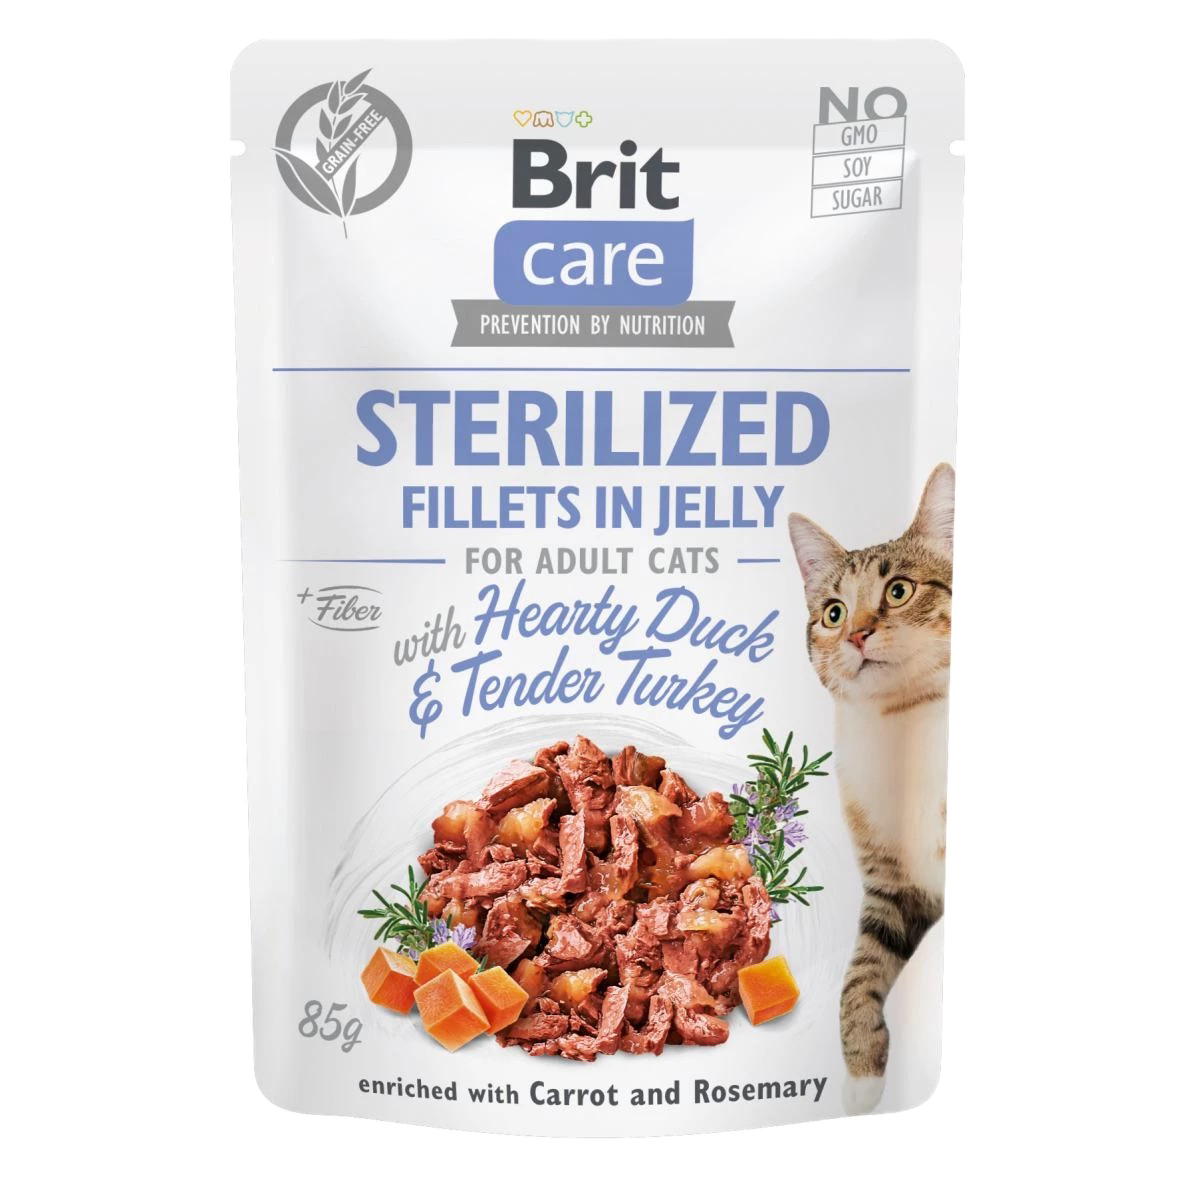 GRAIN-FREE
NO
GMO
SOY
SUGAR
Brit
care
PREVENTION BY NUTRITION
STERILIZED
FILLETS IN JELLY
FOR ADULT CATS
+ Fiber
with Hearty Duck
& Tender Turkey
85g
enriched with Carrot and Rosemary